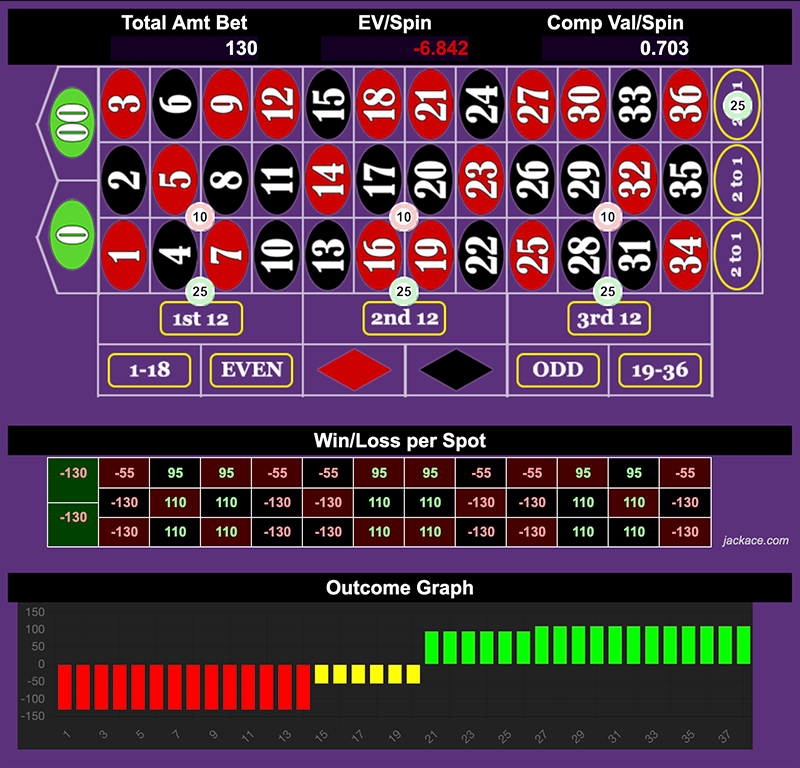 Total Amt Bet EV/Spin Comp Val/Spin
130 -6.842 0.703
00 3 6 9 12 15 18 21 24 27 30 33 36 25
2 5 8 11 14 17 20 23 26 29 32 35 2 to 1
10 10 10
0 1 4 7 10 13 16 19 22 25 28 31 34 2 to 1
25 25 25
1st 12 2nd 12 3rd 12
1-18 EVEN ODD 19-36
Win/Loss per Spot
-130 -55 95 95 -55 -55 95 95 -55 -55 95 95 -55
-130 110 110 -130 -130 110 110 -130 -130 110 110 -130
-130 -130 110 110 -130 -130 110 110 -130 -130 110 110 -130
jackace.com
Outcome Graph
150
100
50
0
-50
-100
-150
1 3 5 7 9 11 13 15 17 19 21 23 25 27 29 31 33 35 37